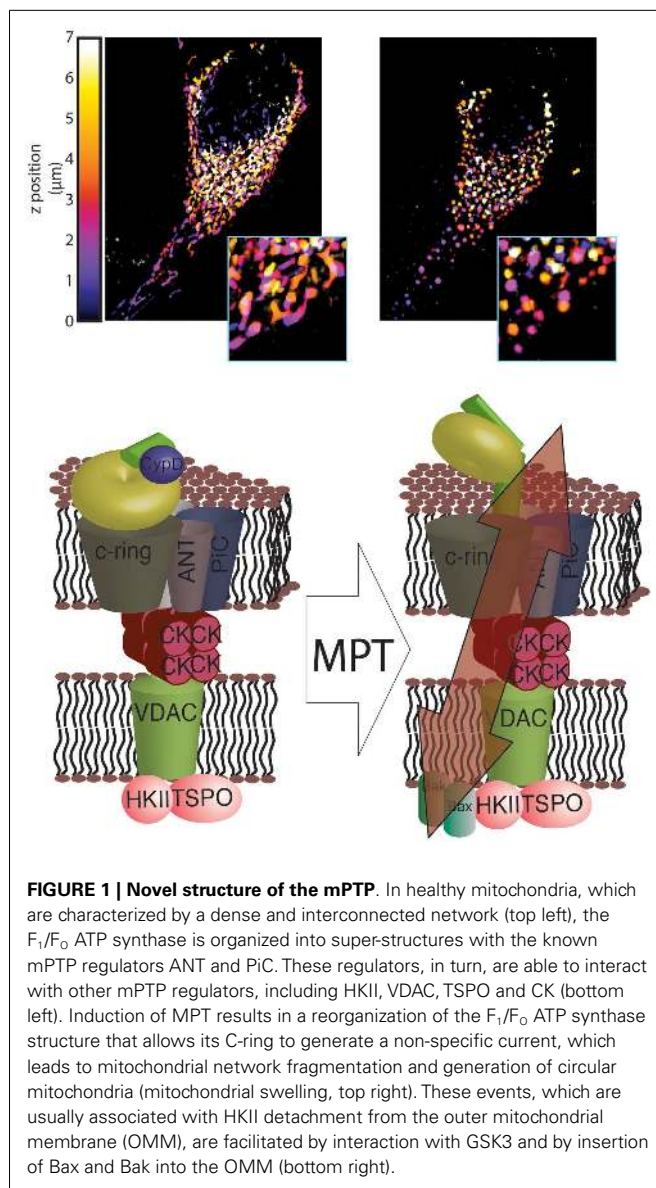 7
6
5
4
3
2
1
0
z position
(μm)
CypD
c-ring
ANT
PiC
CK CK
CK CK
VDAC
HKII TSPO
MPT
c-ring
PiC
CK CK
CK CK
VDAC
Bax
HKII TSPO
FIGURE 1 | Novel structure of the mPTP. In healthy mitochondria, which
are characterized by a dense and interconnected network (top left), the
F₁/F₀ ATP synthase is organized into super-structures with the known
mPTP regulators ANT and PiC. These regulators, in turn, are able to interact
with other mPTP regulators, including HKII, VDAC, TSPO and CK (bottom
left). Induction of MPT results in a reorganization of the F₁/F₀ ATP synthase
structure that allows its C-ring to generate a non-specific current, which
leads to mitochondrial network fragmentation and generation of circular
mitochondria (mitochondrial swelling, top right). These events, which are
usually associated with HKII detachment from the outer mitochondrial
membrane (OMM), are facilitated by interaction with GSK3 and by insertion
of Bax and Bak into the OMM (bottom right).